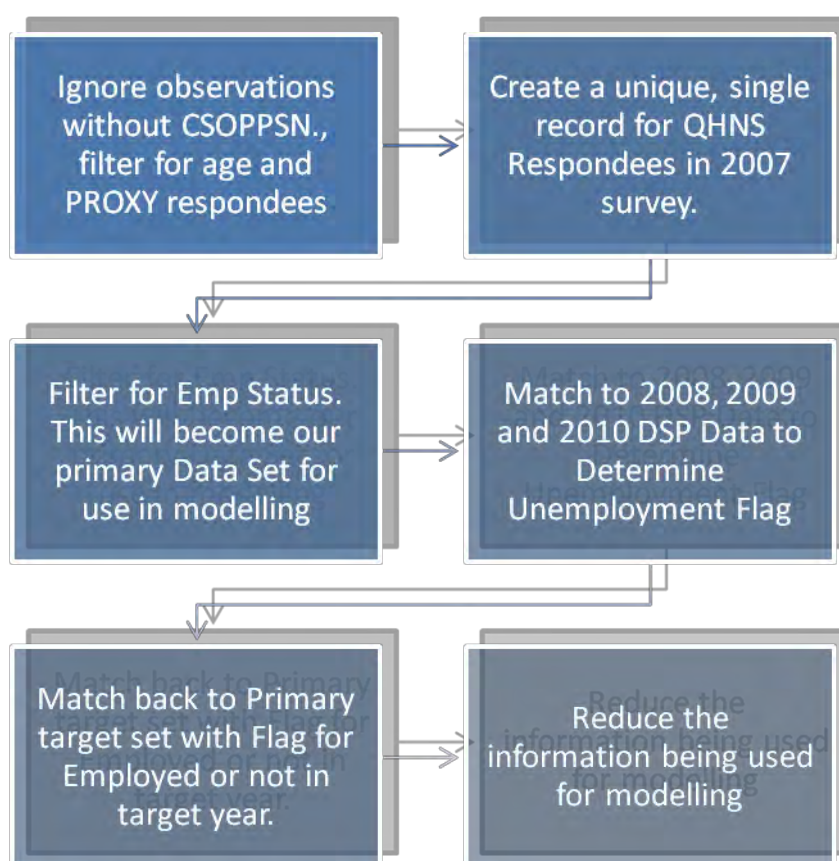 Ignore observations
without CSOPPSN.,
filter for age and
PROXY respondees
Create a unique, single
record for QHNS
Respondees in 2007
survey.
Filter for Emp Status.
This will become our
primary Data Set for
use in modelling
Match to 2008, 2009
and 2010 DSP Data to
Determine
Unemployment Flag
Match back to Primary
target set with Flag for
Employed or not in
target year.
Reduce the
information being used
for modelling